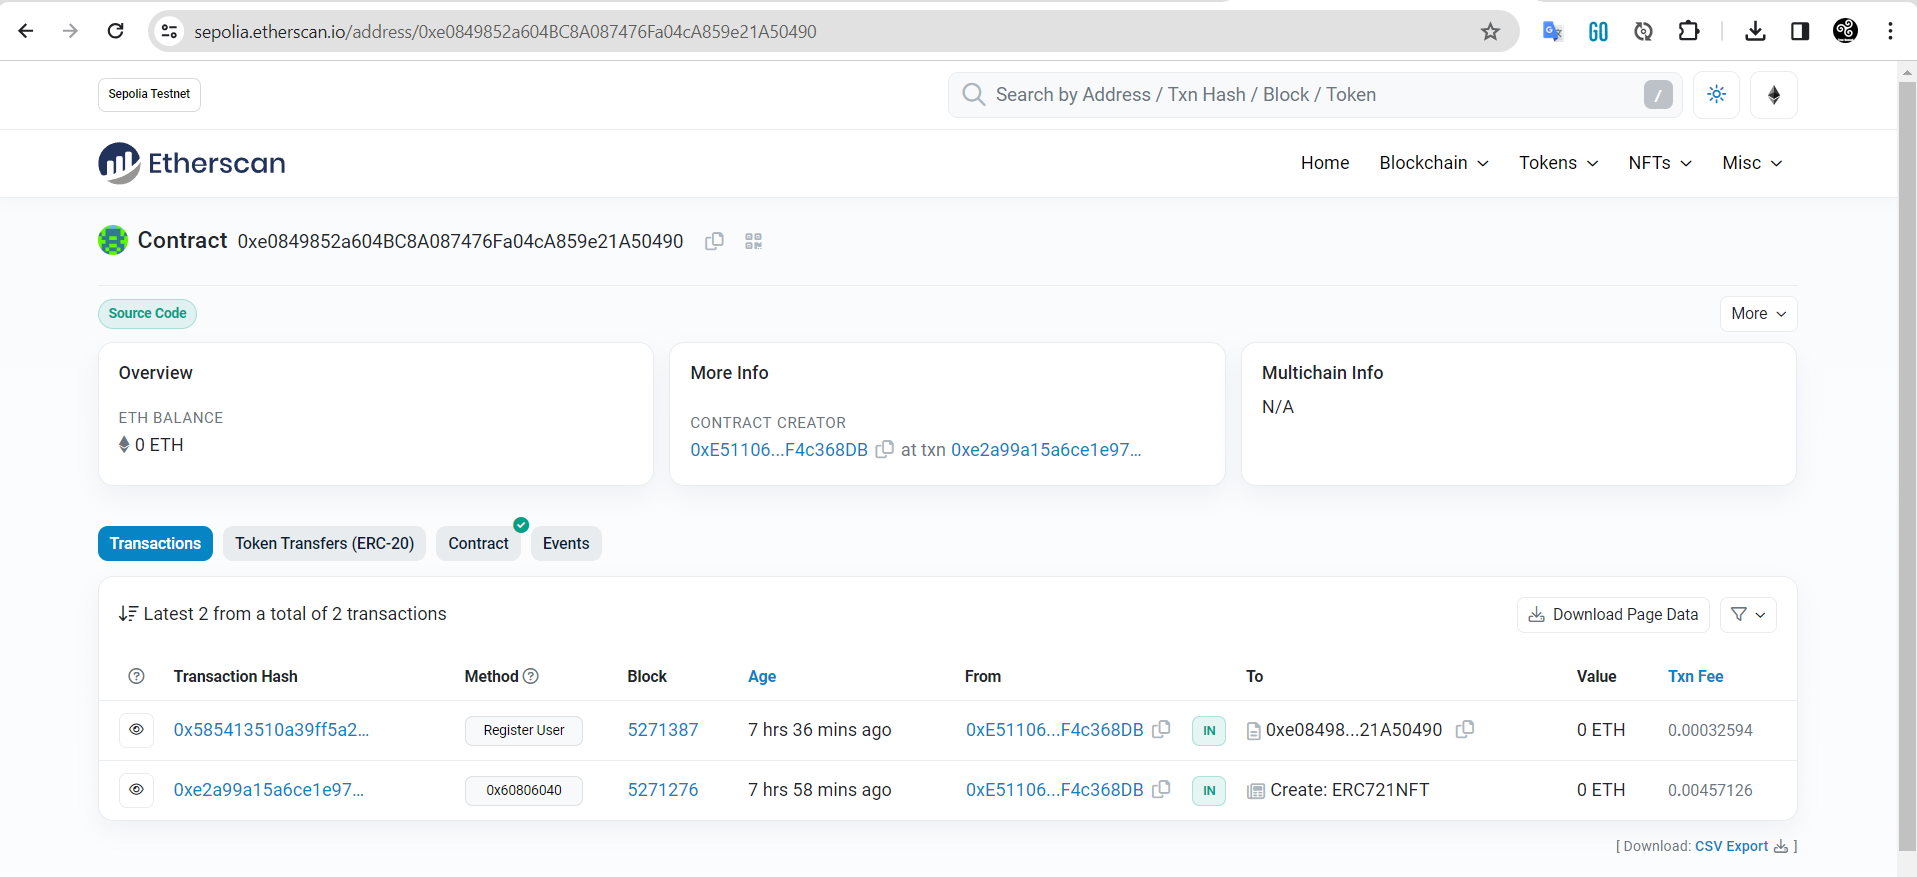 sepolia.etherscan.io/address/0xe0849852a604BC8A087476Fa04cA859e21A50490
Sepolia Testnet
Search by Address / Txn Hash / Block / Token /
Etherscan
Home Blockchain Tokens NFTs Misc
Contract 0xe0849852a604BC8A087476Fa04cA859e21A50490
Source Code
More
Overview
ETH BALANCE
0 ETH
More Info
CONTRACT CREATOR
0xE51106...F4c368DB at txn 0xe2a99a15a6ce1e97...
Multichain Info
N/A
Transactions Token Transfers (ERC-20) Contract Events
Latest 2 from a total of 2 transactions
Download Page Data
Transaction Hash Method Block Age From To Value Txn Fee
0x585413510a39ff5a2... Register User 5271387 7 hrs 36 mins ago 0xE51106...F4c368DB IN 0xe08498...21A50490 0 ETH 0.00032594
0xe2a99a15a6ce1e97... 0x60806040 5271276 7 hrs 58 mins ago 0xE51106...F4c368DB IN Create: ERC721NFT 0 ETH 0.00457126
[ Download: CSV Export ]